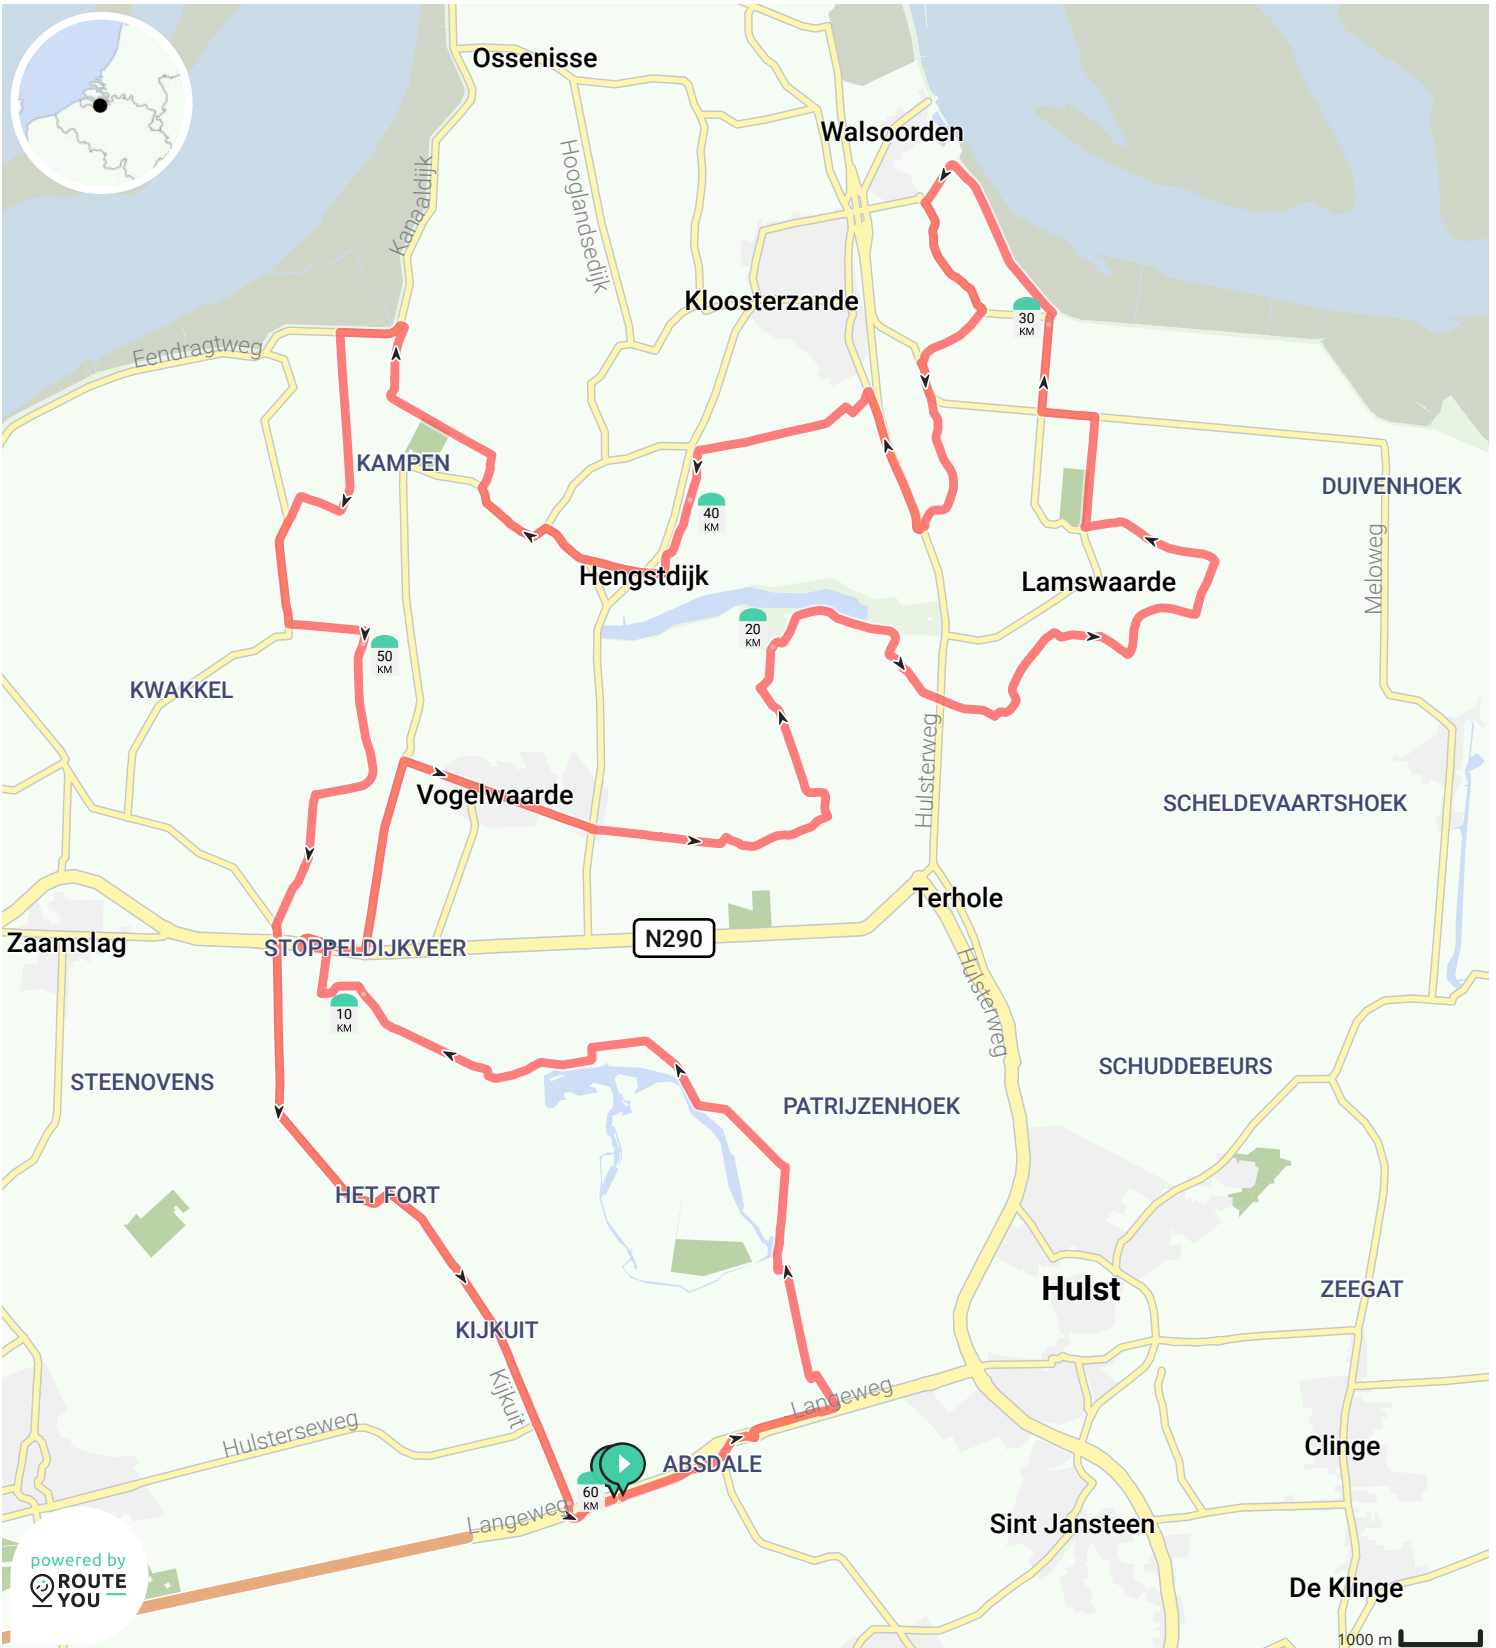 Ossenisse
Walsoorden
Hooglandsedijk
Kanaaldijk
Kloosterzande
30
KM
Eendragtweg
KAMPEN
DUIVENHOEK
40
KM
Meloweg
Hengstdijk
Lamswaarde
20
KM
50
KM
KWAKKEL
Hulsterweg
Vogelwaarde
SCHELDEVAARTSHOEK
Terhole
Zaamslag
STOPPELDIJKVEER
N290
Hulsterweg
10
KM
STEENOVENS
SCHUDDEBEURS
PATRIJZENHOEK
HET FORT
Hulst
ZEEGAT
KIJKUIT
Kijkuit
Langeweg
Hulsterseweg
Clinge
ABSDALE
60
KM
Langeweg
Sint Jansteen
powered by
ROUTE
YOU
De Klinge
1000 m